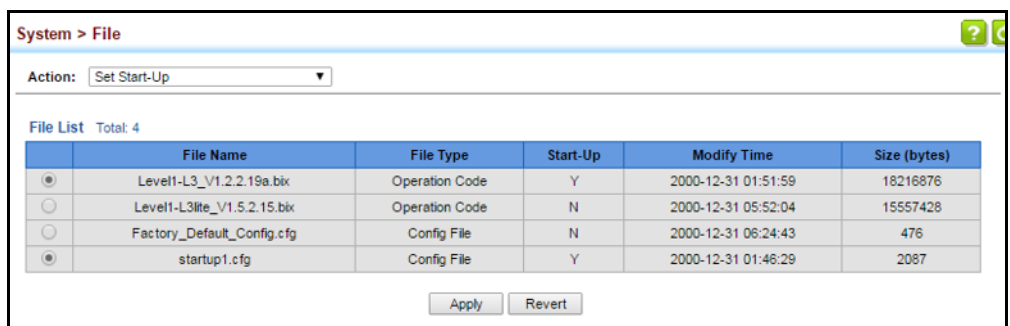 System > File ?
Action: Set Start-Up
File List Total: 4
File Name File Type Start-Up Modify Time Size (bytes)
Level1-L3_V1.2.2.19a.bix Operation Code Y 2000-12-31 01:51:59 18216876
Level1-L3lite_V1.5.2.15.bix Operation Code N 2000-12-31 05:52:04 15557428
Factory_Default_Config.cfg Config File N 2000-12-31 06:24:43 476
startup1.cfg Config File Y 2000-12-31 01:46:29 2087
Apply Revert